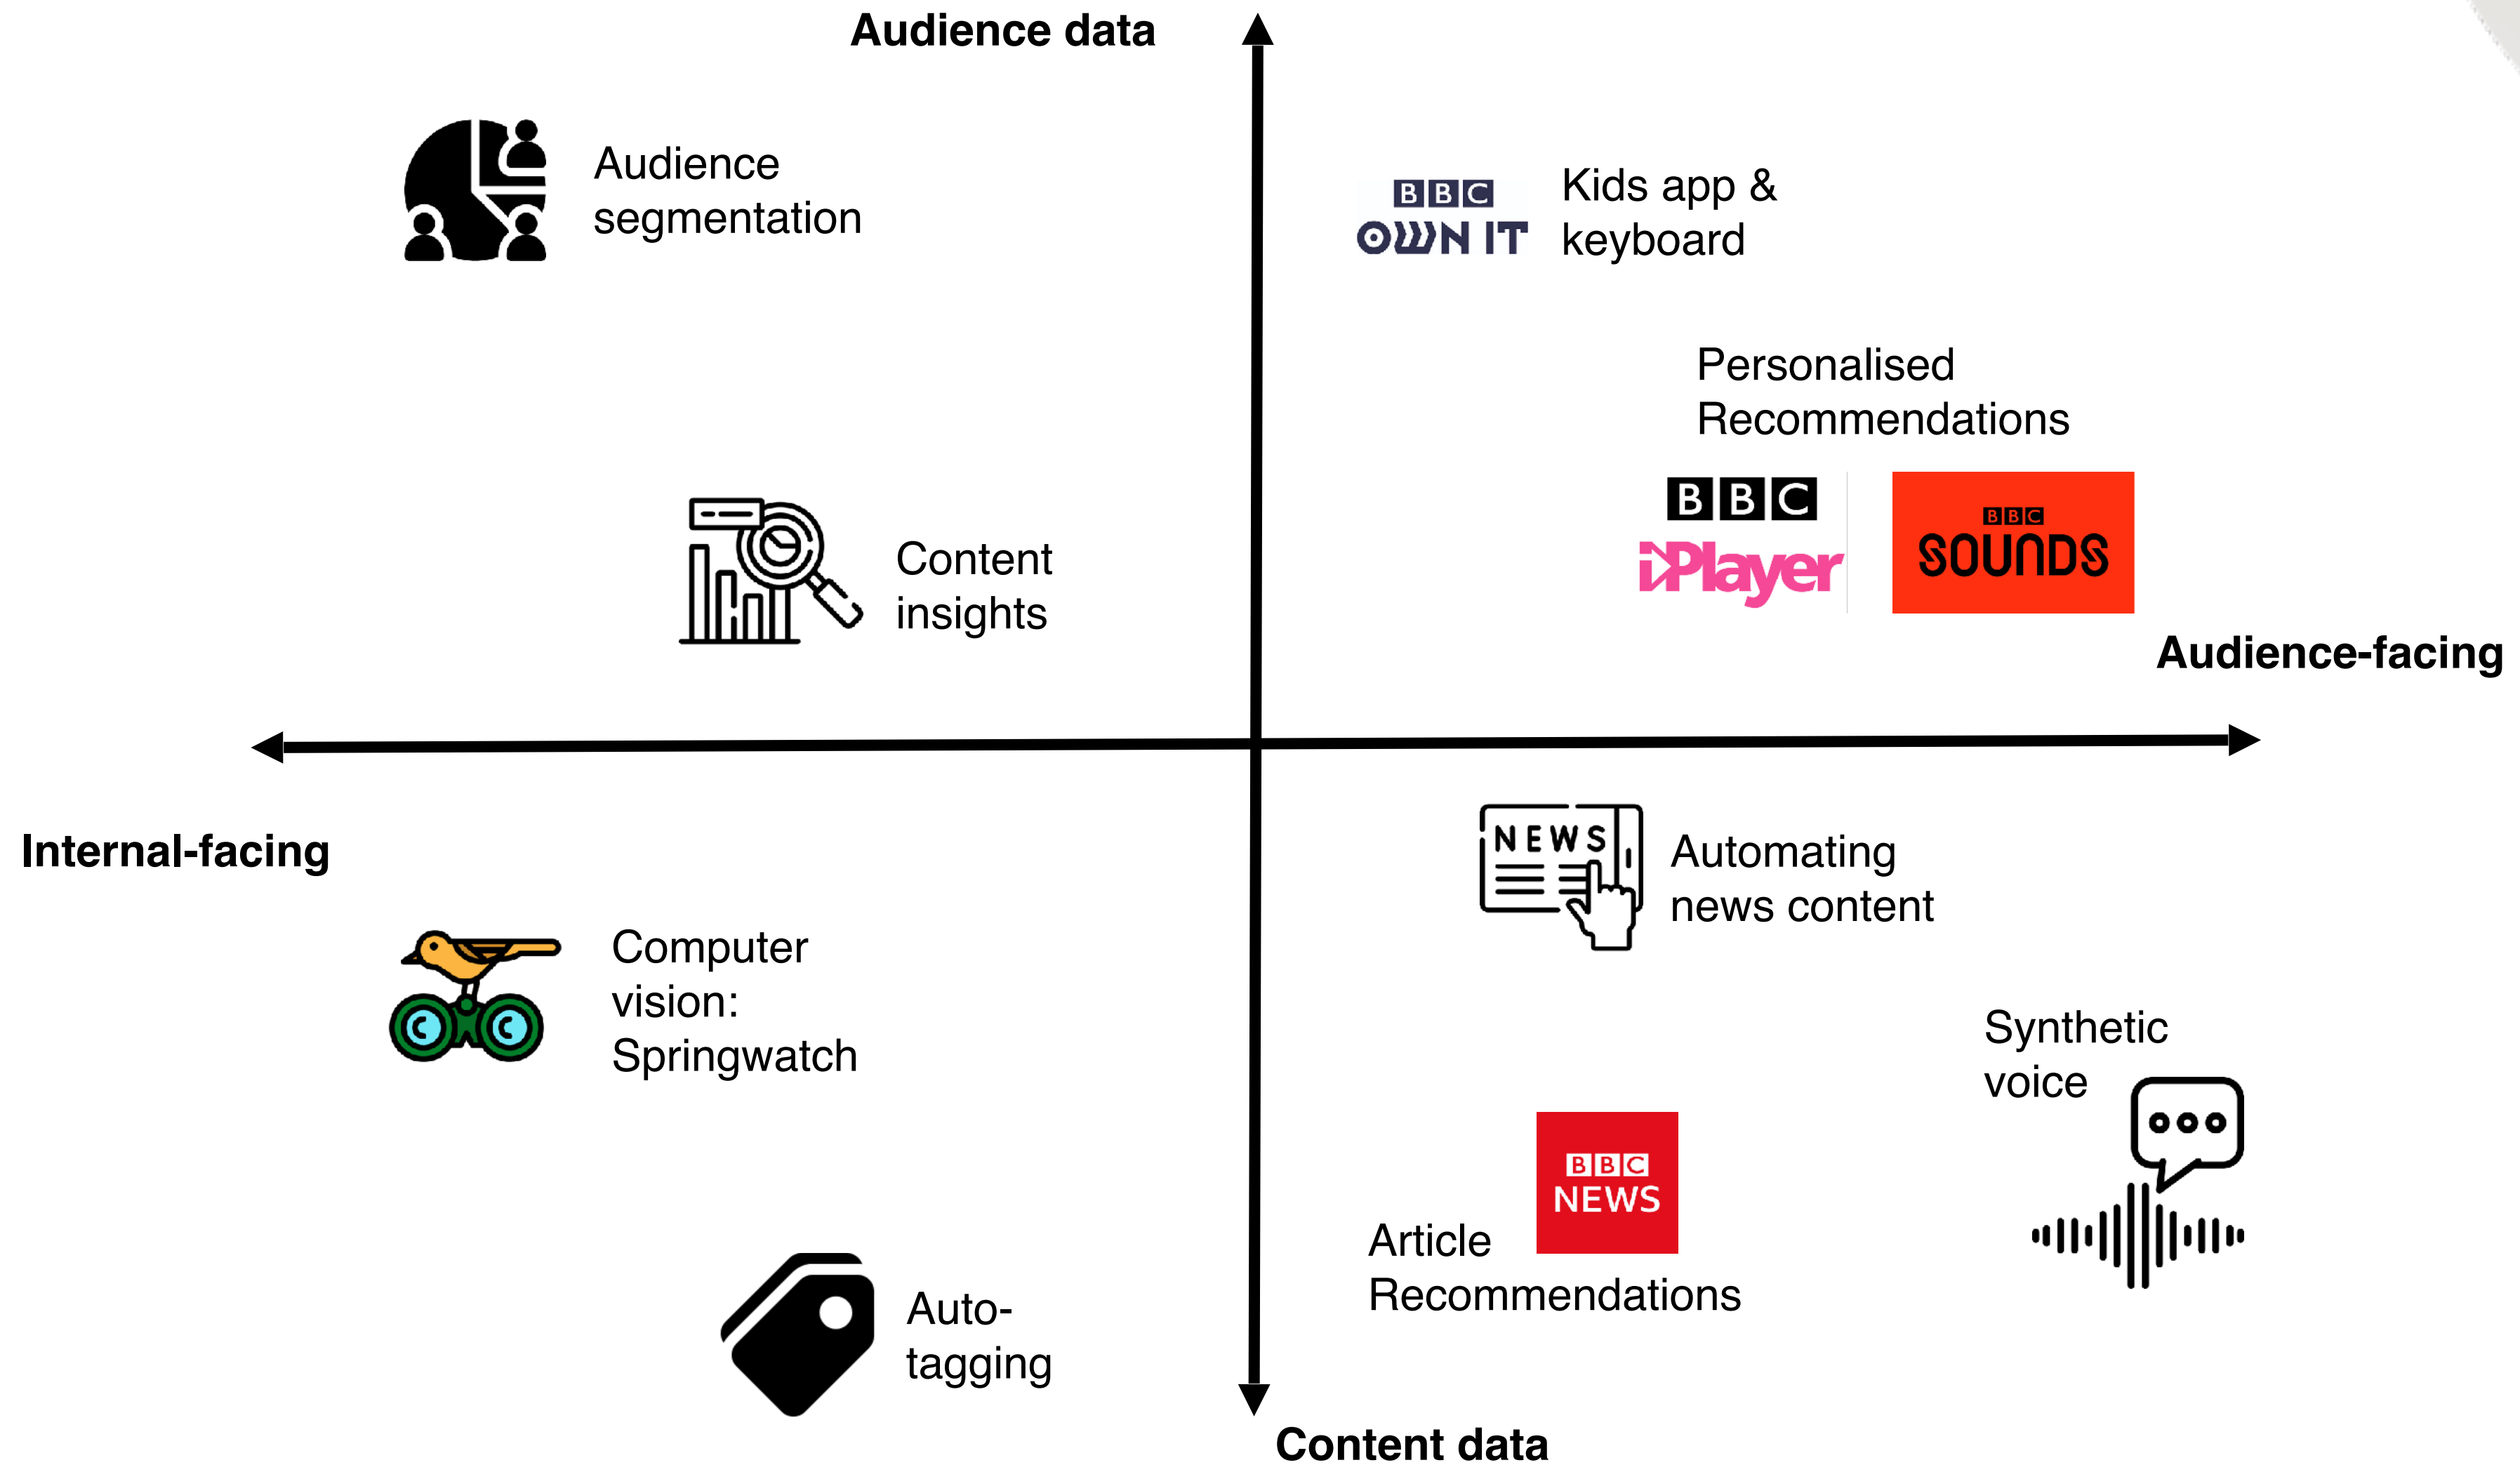 Audience data
Audience
segmentation
BBC
OWN IT
Kids app &
keyboard
Personalised
Recommendations
BBC
iPlayer
BBC
SOUNDS
Content
insights
Audience-facing
Internal-facing
NEWS
Automating
news content
Computer
vision:
Springwatch
Synthetic
voice
BBC
NEWS
Article
Recommendations
Auto-
tagging
Content data